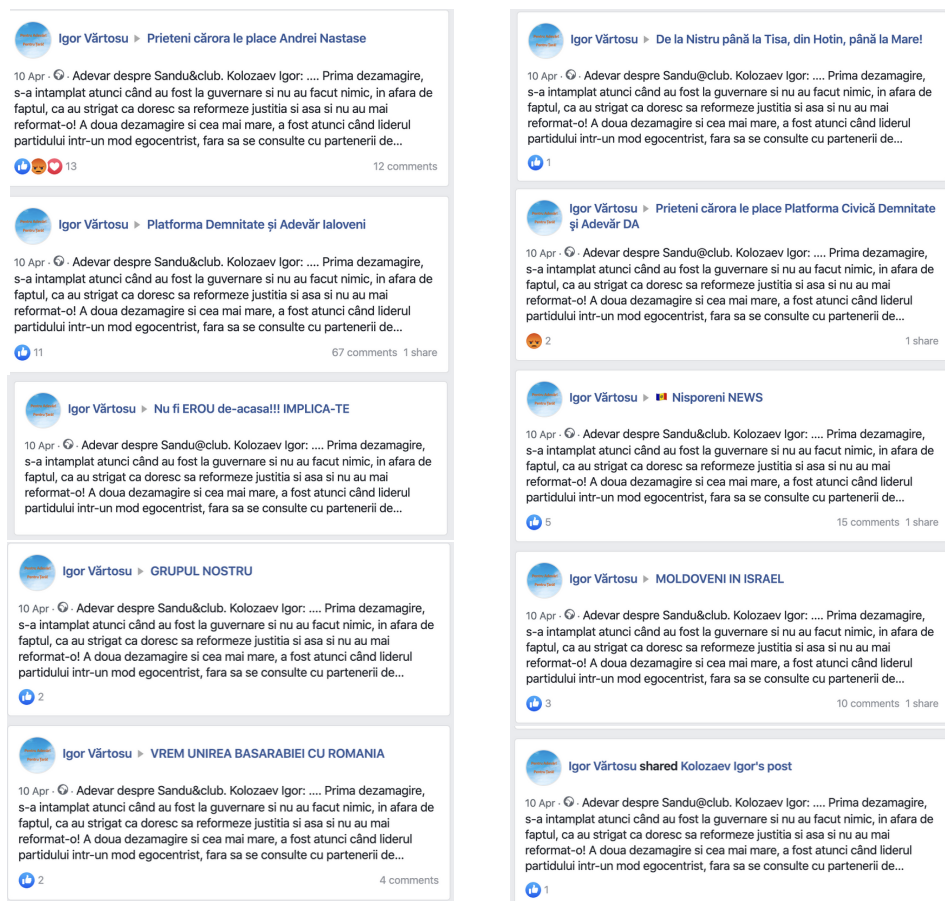 Igor Vărtosu ▸ Prieteni cărora le place Andrei Nastase
10 Apr · Adevar despre Sandu&club. Kolozaev Igor: .... Prima dezamagire,
s-a intamplat atunci când au fost la guvernare si nu au facut nimic, in afara de
faptul, ca au strigat ca doresc sa reformeze justitia si asa si nu au mai
reformat-o! A doua dezamagire si cea mai mare, a fost atunci când liderul
partidului intr-un mod egocentrist, fara sa se consulte cu partenerii de...
13 12 comments
Igor Vărtosu ▸ Platforma Demnitate și Adevăr Ialoveni
10 Apr · Adevar despre Sandu&club. Kolozaev Igor: .... Prima dezamagire,
s-a intamplat atunci când au fost la guvernare si nu au facut nimic, in afara de
faptul, ca au strigat ca doresc sa reformeze justitia si asa si nu au mai
reformat-o! A doua dezamagire si cea mai mare, a fost atunci când liderul
partidului intr-un mod egocentrist, fara sa se consulte cu partenerii de...
11 67 comments 1 share
Igor Vărtosu ▸ Nu fi EROU de-acasa!!! IMPLICA-TE
10 Apr · Adevar despre Sandu@club. Kolozaev Igor: .... Prima dezamagire,
s-a intamplat atunci când au fost la guvernare si nu au facut nimic, in afara de
faptul, ca au strigat ca doresc sa reformeze justitia si asa si nu au mai
reformat-o! A doua dezamagire si cea mai mare, a fost atunci când liderul
partidului intr-un mod egocentrist, fara sa se consulte cu partenerii de...
Igor Vărtosu ▸ GRUPUL NOSTRU
10 Apr · Adevar despre Sandu&club. Kolozaev Igor: .... Prima dezamagire,
s-a intamplat atunci când au fost la guvernare si nu au facut nimic, in afara de
faptul, ca au strigat ca doresc sa reformeze justitia si asa si nu au mai
reformat-o! A doua dezamagire si cea mai mare, a fost atunci când liderul
partidului intr-un mod egocentrist, fara sa se consulte cu partenerii de...
2
Igor Vărtosu ▸ VREM UNIREA BASARABIEI CU ROMANIA
10 Apr · Adevar despre Sandu&club. Kolozaev Igor: .... Prima dezamagire,
s-a intamplat atunci când au fost la guvernare si nu au facut nimic, in afara de
faptul, ca au strigat ca doresc sa reformeze justitia si asa si nu au mai
reformat-o! A doua dezamagire si cea mai mare, a fost atunci când liderul
partidului intr-un mod egocentrist, fara sa se consulte cu partenerii de...
2 4 comments
Igor Vărtosu ▸ De la Nistru până la Tisa, din Hotin, până la Mare!
10 Apr · Adevar despre Sandu@club. Kolozaev Igor: .... Prima dezamagire,
s-a intamplat atunci când au fost la guvernare si nu au facut nimic, in afara de
faptul, ca au strigat ca doresc sa reformeze justitia si asa si nu au mai
reformat-o! A doua dezamagire si cea mai mare, a fost atunci când liderul
partidului intr-un mod egocentrist, fara sa se consulte cu partenerii de...
1
Igor Vărtosu ▸ Prieteni cărora le place Platforma Civică Demnitate
şi Adevăr DA
10 Apr · Adevar despre Sandu@club. Kolozaev Igor: .... Prima dezamagire,
s-a intamplat atunci când au fost la guvernare si nu au facut nimic, in afara de
faptul, ca au strigat ca doresc sa reformeze justitia si asa si nu au mai
reformat-o! A doua dezamagire si cea mai mare, a fost atunci când liderul
partidului intr-un mod egocentrist, fara sa se consulte cu partenerii de...
2 1 share
Igor Vărtosu ▸ 🇲🇩 Nisporeni NEWS
10 Apr · Adevar despre Sandu&club. Kolozaev Igor: .... Prima dezamagire,
s-a intamplat atunci când au fost la guvernare si nu au facut nimic, in afara de
faptul, ca au strigat ca doresc sa reformeze justitia si asa si nu au mai
reformat-o! A doua dezamagire si cea mai mare, a fost atunci când liderul
partidului intr-un mod egocentrist, fara sa se consulte cu partenerii de...
5 15 comments 1 share
Igor Vărtosu ▸ MOLDOVENI IN ISRAEL
10 Apr · Adevar despre Sandu&club. Kolozaev Igor: .... Prima dezamagire,
s-a intamplat atunci când au fost la guvernare si nu au facut nimic, in afara de
faptul, ca au strigat ca doresc sa reformeze justitia si asa si nu au mai
reformat-o! A doua dezamagire si cea mai mare, a fost atunci când liderul
partidului intr-un mod egocentrist, fara sa se consulte cu partenerii de...
3 10 comments 1 share
Igor Vărtosu shared Kolozaev Igor's post
10 Apr · Adevar despre Sandu@club. Kolozaev Igor: .... Prima dezamagire,
s-a intamplat atunci când au fost la guvernare si nu au facut nimic, in afara de
faptul, ca au strigat ca doresc sa reformeze justitia si asa si nu au mai
reformat-o! A doua dezamagire si cea mai mare, a fost atunci când liderul
partidului intr-un mod egocentrist, fara sa se consulte cu partenerii de...
1